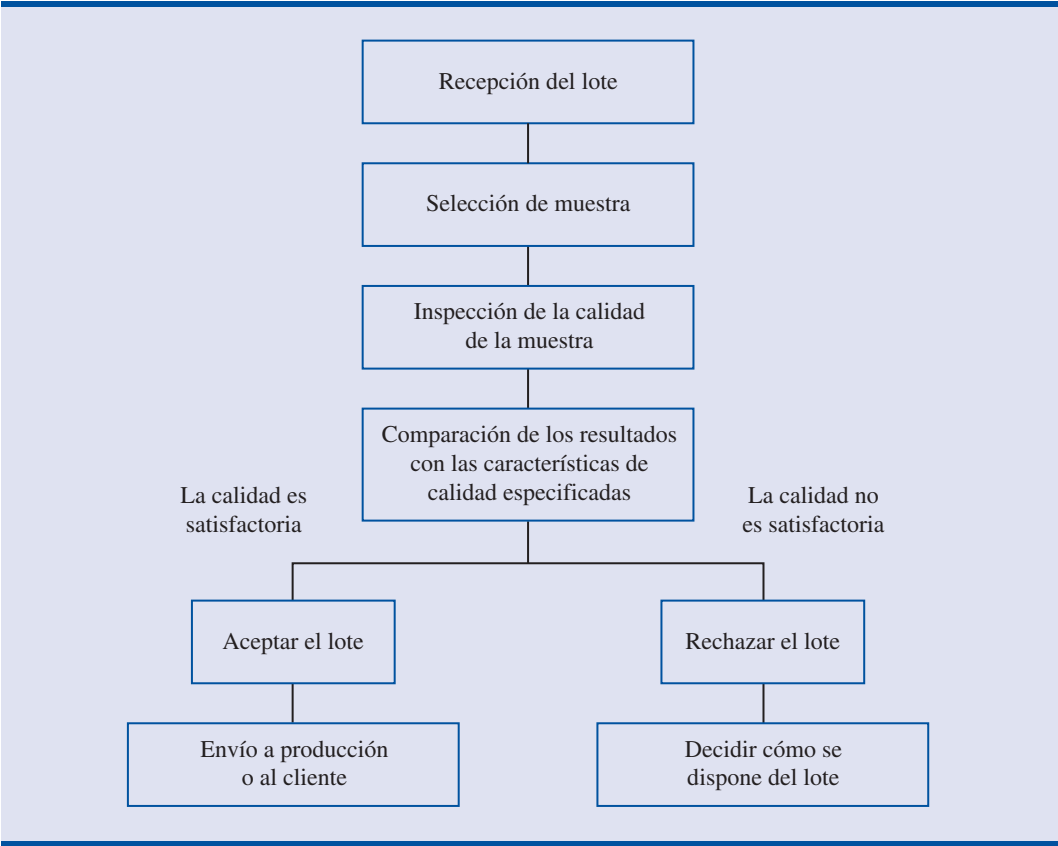 Recepción del lote
Selección de muestra
Inspección de la calidad
de la muestra
Comparación de los resultados
con las características de
calidad especificadas
La calidad es
satisfactoria
La calidad no
es satisfactoria
Aceptar el lote
Rechazar el lote
Envío a producción
o al cliente
Decidir cómo se
dispone del lote